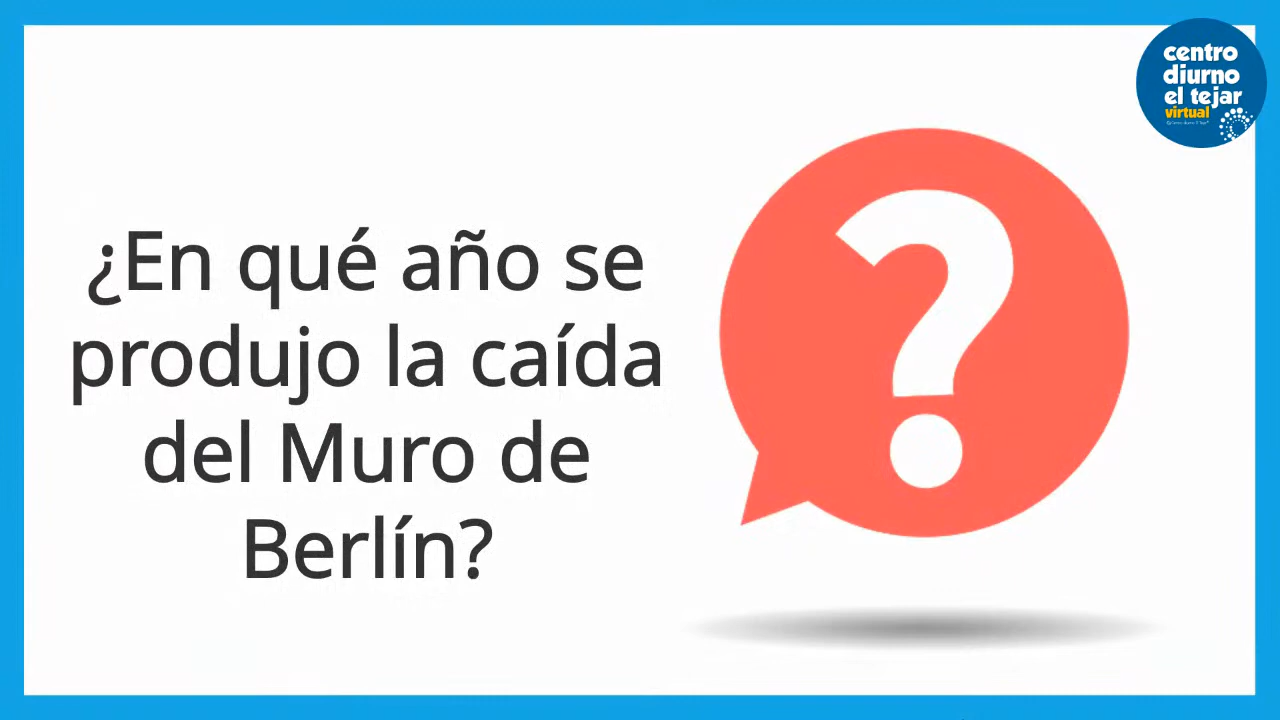 centro
diurno
el tejar
virtual
¿En qué año se
produjo la caída
del Muro de
Berlín?
?